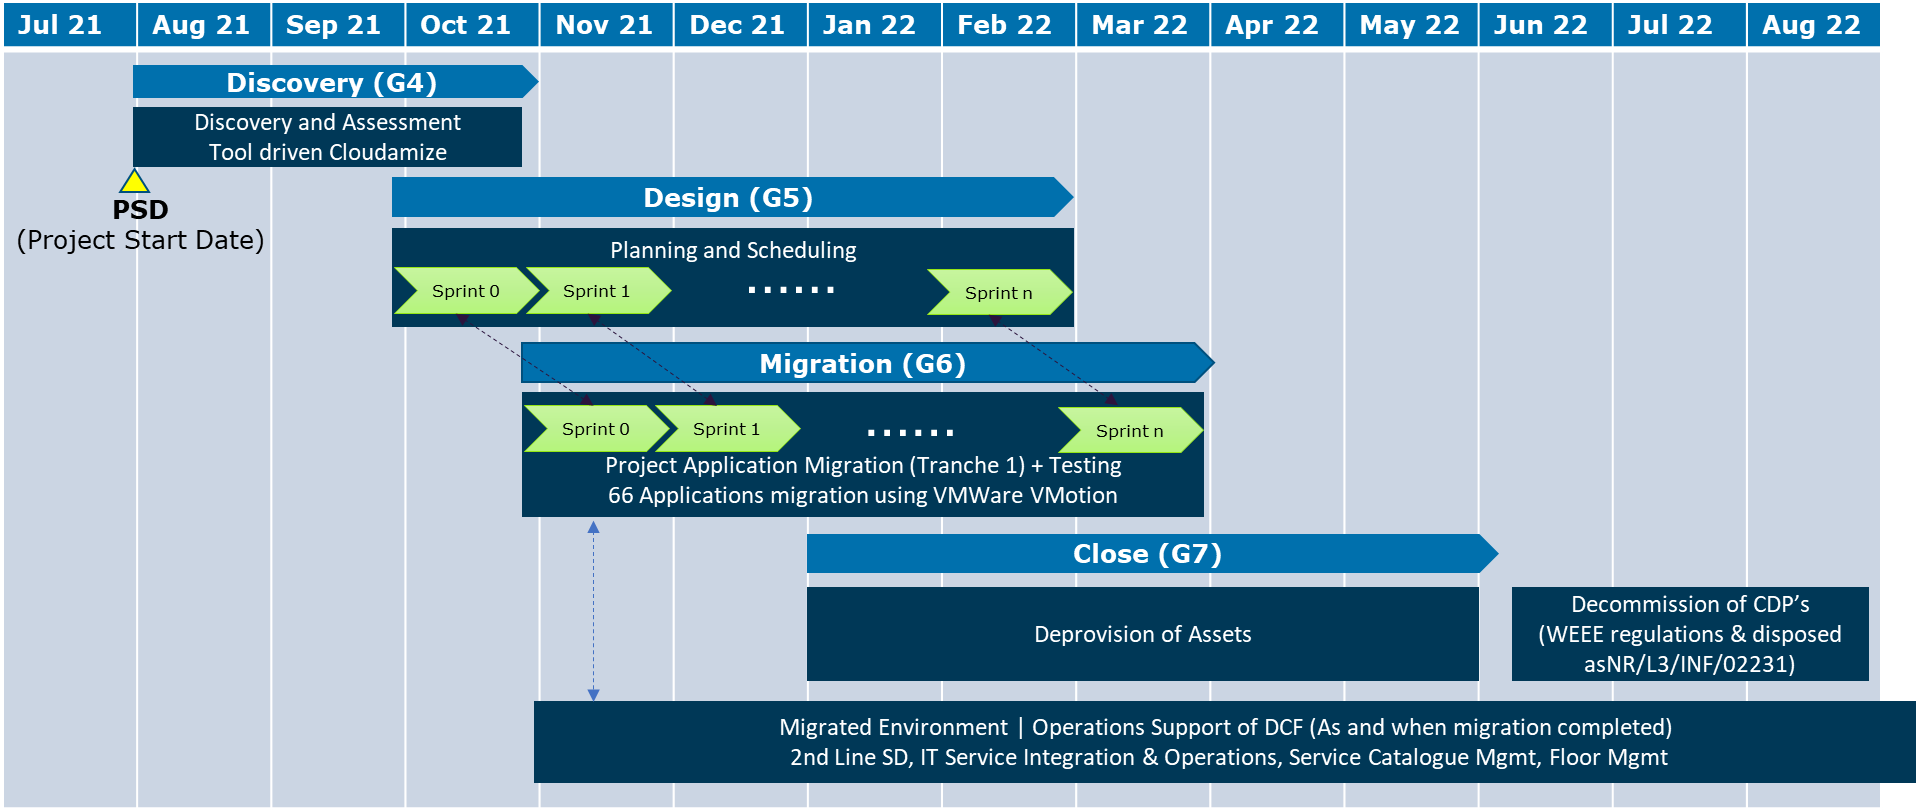 Jul 21 Aug 21 Sep 21 Oct 21 Nov 21 Dec 21 Jan 22 Feb 22 Mar 22 Apr 22 May 22 Jun 22 Jul 22 Aug 22
Discovery (G4)
Discovery and Assessment
Tool driven Cloudamize
PSD
(Project Start Date)
Design (G5)
Planning and Scheduling
Sprint 0 Sprint 1 ...... Sprint n
Migration (G6)
Sprint 0 Sprint 1 ...... Sprint n
Project Application Migration (Tranche 1) + Testing
66 Applications migration using VMWare VMotion
Close (G7)
Deprovision of Assets
Decommission of CDP’s
(WEEE regulations & disposed
asNR/L3/INF/02231)
Migrated Environment | Operations Support of DCF (As and when migration completed)
2nd Line SD, IT Service Integration & Operations, Service Catalogue Mgmt, Floor Mgmt